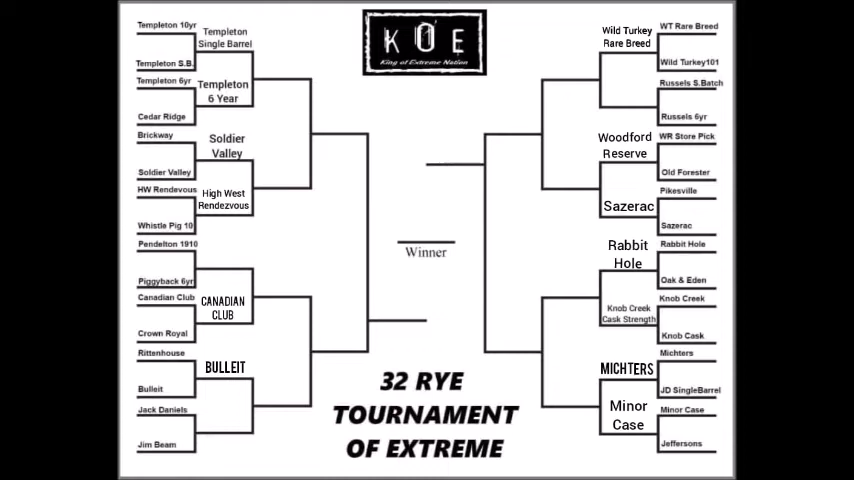 KOE
King of Extreme Nation
Templeton 10yr
Templeton S.B.
Templeton 6yr
Cedar Ridge
Brickway
Soldier Valley
HW Rendevous
Whistle Pig 10
Pendelton 1910
Piggyback 6yr
Canadian Club
Crown Royal
Rittenhouse
Bulleit
Jack Daniels
Jim Beam
Templeton
Single Barrel
Templeton
6 Year
Soldier
Valley
High West
Rendezvous
CANADIAN
CLUB
BULLEIT
Winner
32 RYE
TOURNAMENT
OF EXTREME
Wild Turkey
Rare Breed
Woodford
Reserve
Sazerac
Rabbit
Hole
Knob Creek
Cask Strength
MICHTERS
Minor
Case
WT Rare Breed
Wild Turkey101
Russels S.Batch
Russels 6yr
WR Store Pick
Old Forester
Pikesville
Sazerac
Rabbit Hole
Oak & Eden
Knob Creek
Knob Cask
Michters
JD SingleBarrel
Minor Case
Jeffersons